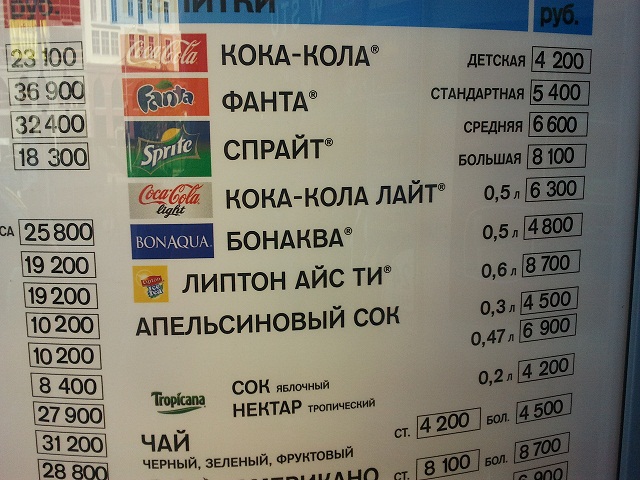 руб.
ПИТКИ
руб.
23 100
Coca-Cola
КОКА-КОЛА®
ДЕТСКАЯ 4 200
36 900
Fanta
ФАНТА®
СТАНДАРТНАЯ 5 400
32 400
СРЕДНЯЯ 6 600
18 300
Sprite
СПРАЙТ®
БОЛЬШАЯ 8 100
Coca-Cola light
КОКА-КОЛА ЛАЙТ®
0,5 л 6 300
СА 25 800
BONAQUA
БОНАКВА®
0,5 л 4 800
19 200
ЛИПТОН АЙС ТИ®
0,6 л 8 700
19 200
АПЕЛЬСИНОВЫЙ СОК
0,3 л 4 500
10 200
0,47 л 6 900
10 200
8 400
Tropicana
СОК ЯБЛОЧНЫЙ
0,2 л 4 200
НЕКТАР ТРОПИЧЕСКИЙ
27 900
ЧАЙ
СТ. 4 200 БОЛ. 4 500
31 200
ЧЕРНЫЙ, ЗЕЛЕНЫЙ, ФРУКТОВЫЙ
28 800
СТ. 8 100 БОЛ. 8 700
6 900